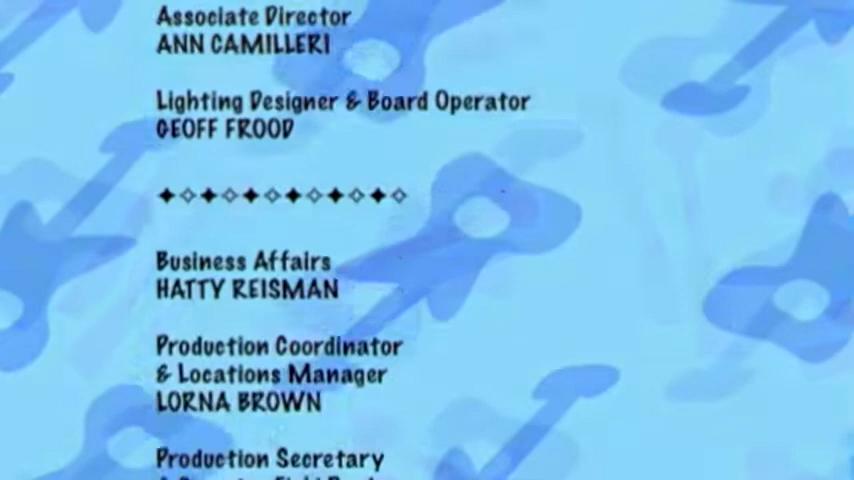 Associate Director
ANN CAMILLERI
Lighting Designer & Board Operator
GEOFF FROOD
Business Affairs
HATTY REISMAN
Production Coordinator
& Locations Manager
LORNA BROWN
Production Secretary